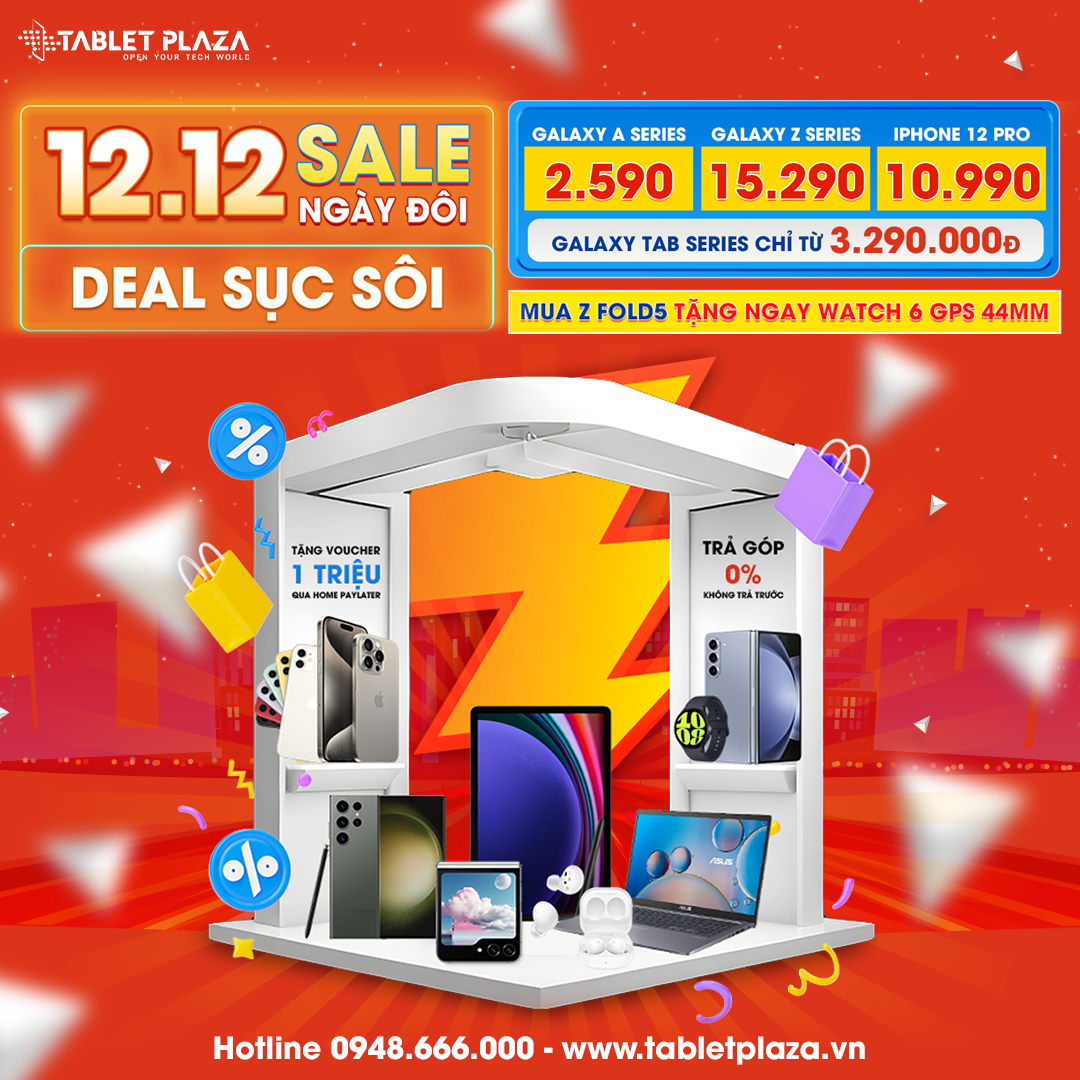 TABLET PLAZA
OPEN YOUR TECH WORLD
12.12 SALE
NGÀY ĐÔI
DEAL SỤC SÔI
GALAXY A SERIES
2.590
GALAXY Z SERIES
15.290
IPHONE 12 PRO
10.990
GALAXY TAB SERIES CHỈ TỪ 3.290.000Đ
MUA Z FOLD5 TẶNG NGAY WATCH 6 GPS 44MM
%
TẶNG VOUCHER
1 TRIỆU
QUA HOME PAYLATER
TRẢ GÓP
0%
KHÔNG TRẢ TRƯỚC
10
08
ASUS
%
Hotline 0948.666.000 - www.tabletplaza.vn